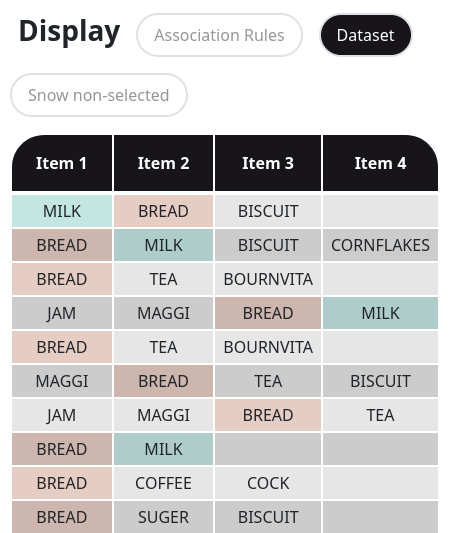 Display Association Rules Dataset
Snow non-selected
Item 1 Item 2 Item 3 Item 4
MILK BREAD BISCUIT
BREAD MILK BISCUIT CORNFLAKES
BREAD TEA BOURNVITA
JAM MAGGI BREAD MILK
BREAD TEA BOURNVITA
MAGGI BREAD TEA BISCUIT
JAM MAGGI BREAD TEA
BREAD MILK
BREAD COFFEE COCK
BREAD SUGER BISCUIT